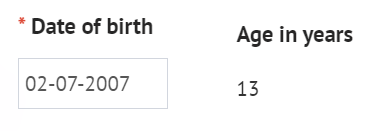 * Date of birth
Age in years
02-07-2007
13